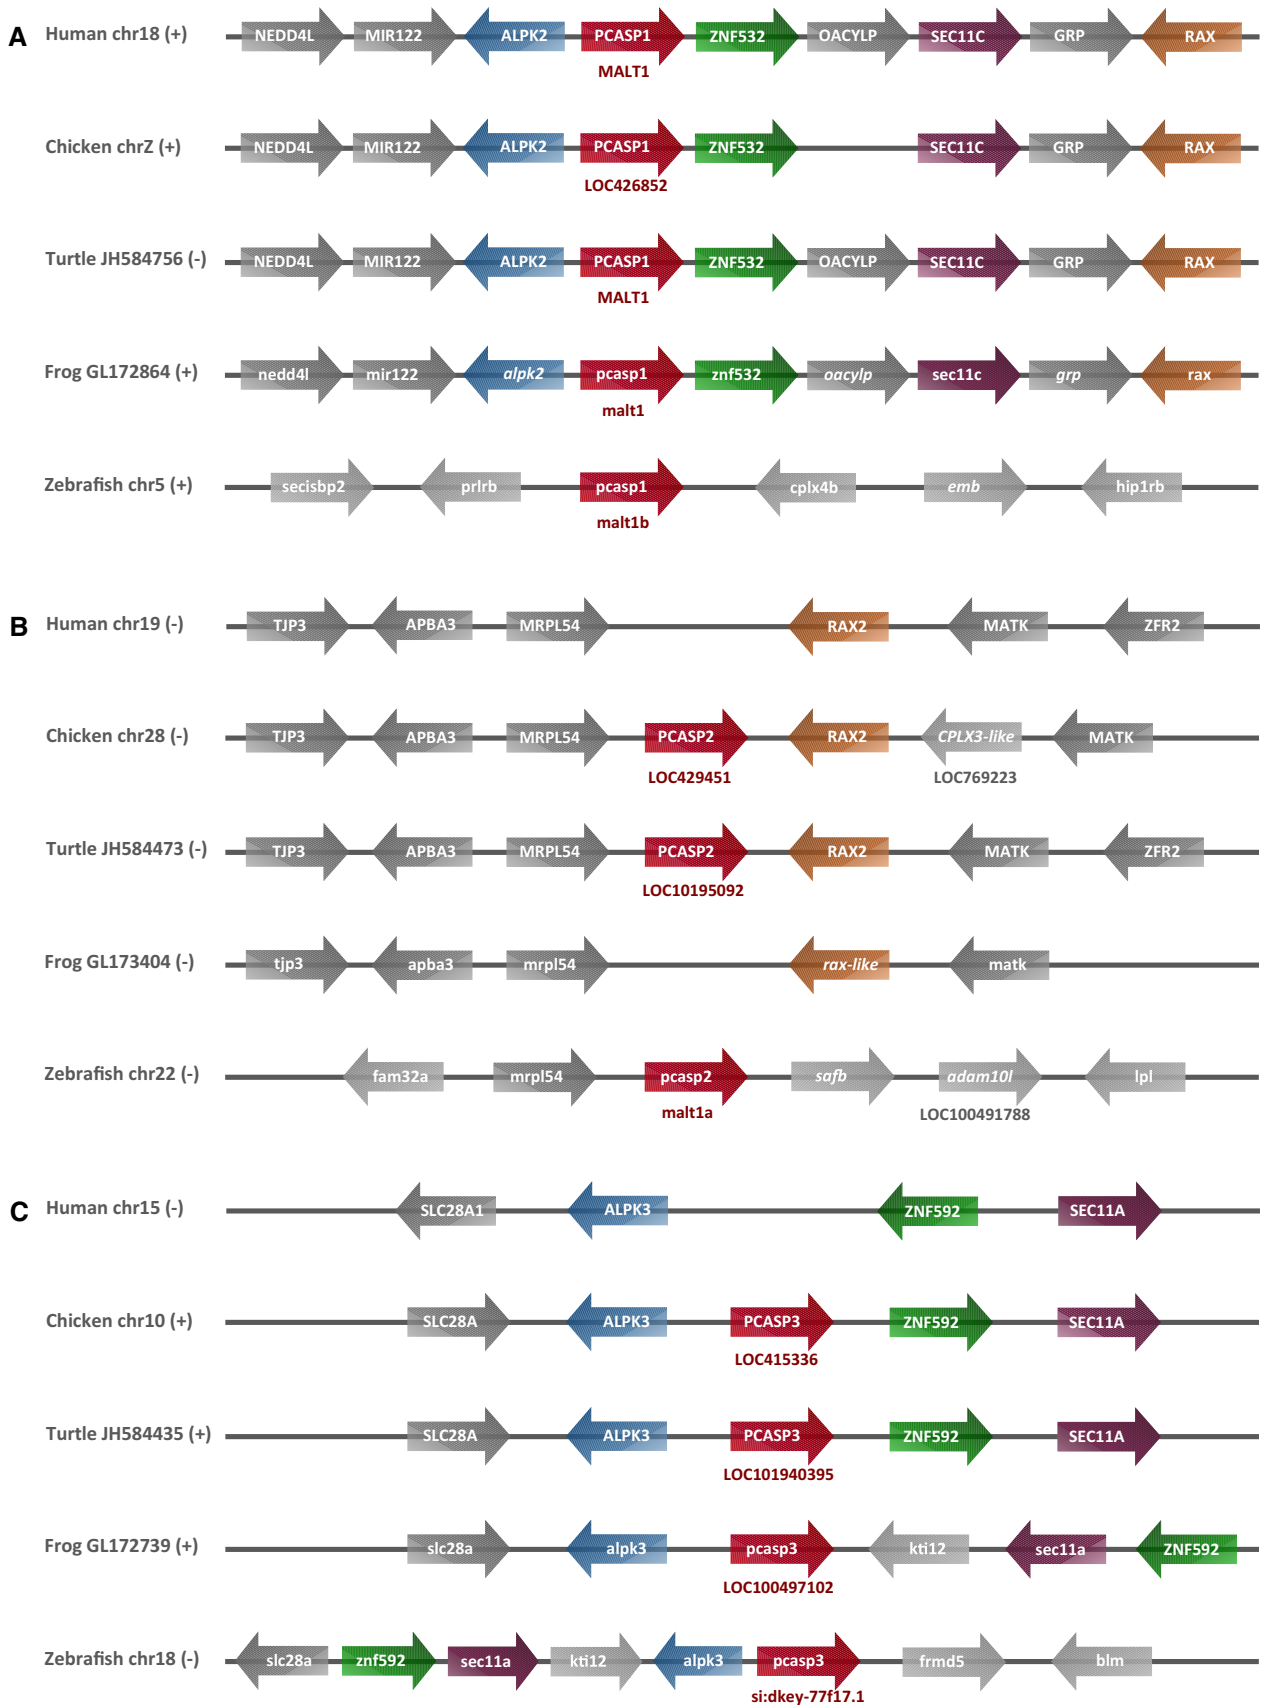 A Human chr18 (+) NEDD4L MIR122 ALPK2 PCASP1 ZNF532 OACYLP SEC11C GRP RAX
MALT1
Chicken chrZ (+) NEDD4L MIR122 ALPK2 PCASP1 ZNF532 SEC11C GRP RAX
LOC426852
Turtle JH584756 (-) NEDD4L MIR122 ALPK2 PCASP1 ZNF532 OACYLP SEC11C GRP RAX
MALT1
Frog GL172864 (+) nedd4l mir122 alpk2 pcasp1 znf532 oacylp sec11c grp rax
malt1
Zebrafish chr5 (+) secisbp2 prlrb pcasp1 cplx4b emb hip1rb
malt1b
B Human chr19 (-) TJP3 APBA3 MRPL54 RAX2 MATK ZFR2
Chicken chr28 (-) TJP3 APBA3 MRPL54 PCASP2 RAX2 CPLX3-like MATK
LOC429451 LOC769223
Turtle JH584473 (-) TJP3 APBA3 MRPL54 PCASP2 RAX2 MATK ZFR2
LOC10195092
Frog GL173404 (-) tjp3 apba3 mrpl54 rax-like matk
Zebrafish chr22 (-) fam32a mrpl54 pcasp2 safb adam10l lpl
malt1a LOC100491788
C Human chr15 (-) SLC28A1 ALPK3 ZNF592 SEC11A
Chicken chr10 (+) SLC28A ALPK3 PCASP3 ZNF592 SEC11A
LOC415336
Turtle JH584435 (+) SLC28A ALPK3 PCASP3 ZNF592 SEC11A
LOC101940395
Frog GL172739 (+) slc28a alpk3 pcasp3 kti12 sec11a ZNF592
LOC100497102
Zebrafish chr18 (-) slc28a znf592 sec11a kti12 alpk3 pcasp3 frmd5 blm
si:dkey-77f17.1